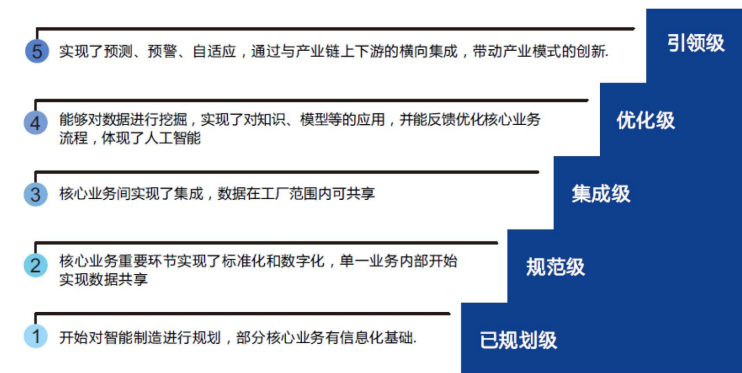 5 实现了预测、预警、自适应，通过与产业链上下游的横向集成，带动产业模式的创新.
引领级
4 能够对数据进行挖掘，实现了对知识、模型等的应用，并能反馈优化核心业务
流程，体现了人工智能
优化级
3 核心业务间实现了集成，数据在工厂范围内可共享
集成级
2 核心业务重要环节实现了标准化和数字化，单一业务内部开始
实现数据共享
规范级
1 开始对智能制造进行规划，部分核心业务有信息化基础.
已规划级